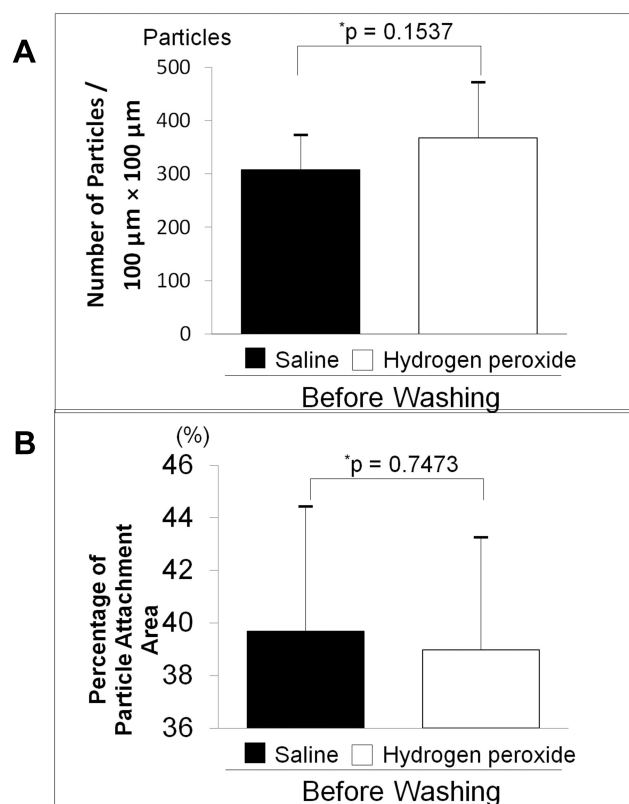 A
Particles
*p = 0.1537
Number of Particles /
100 μm × 100 μm
500
400
300
200
100
0
Saline Hydrogen peroxide
Before Washing
B
(%)
*p = 0.7473
Percentage of
Particle Attachment
Area
46
44
42
40
38
36
Saline Hydrogen peroxide
Before Washing